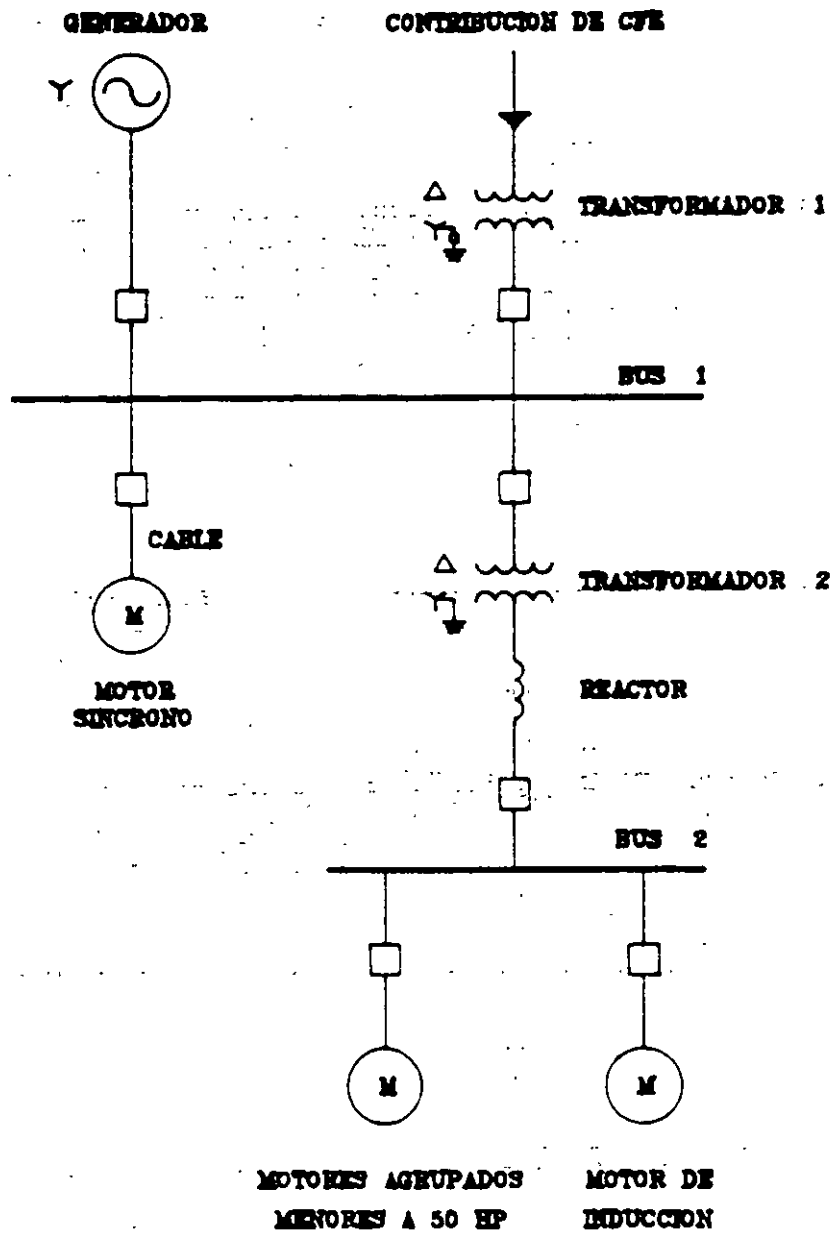 GENERADOR
CONTRIBUCION DE CFE
TRANSFORMADOR 1
BUS 1
CABLE
TRANSFORMADOR 2
M
MOTOR
SINCRONO
REACTOR
BUS 2
M
M
MOTORES AGRUPADOS
MENORES A 50 HP
MOTOR DE
INDUCCION